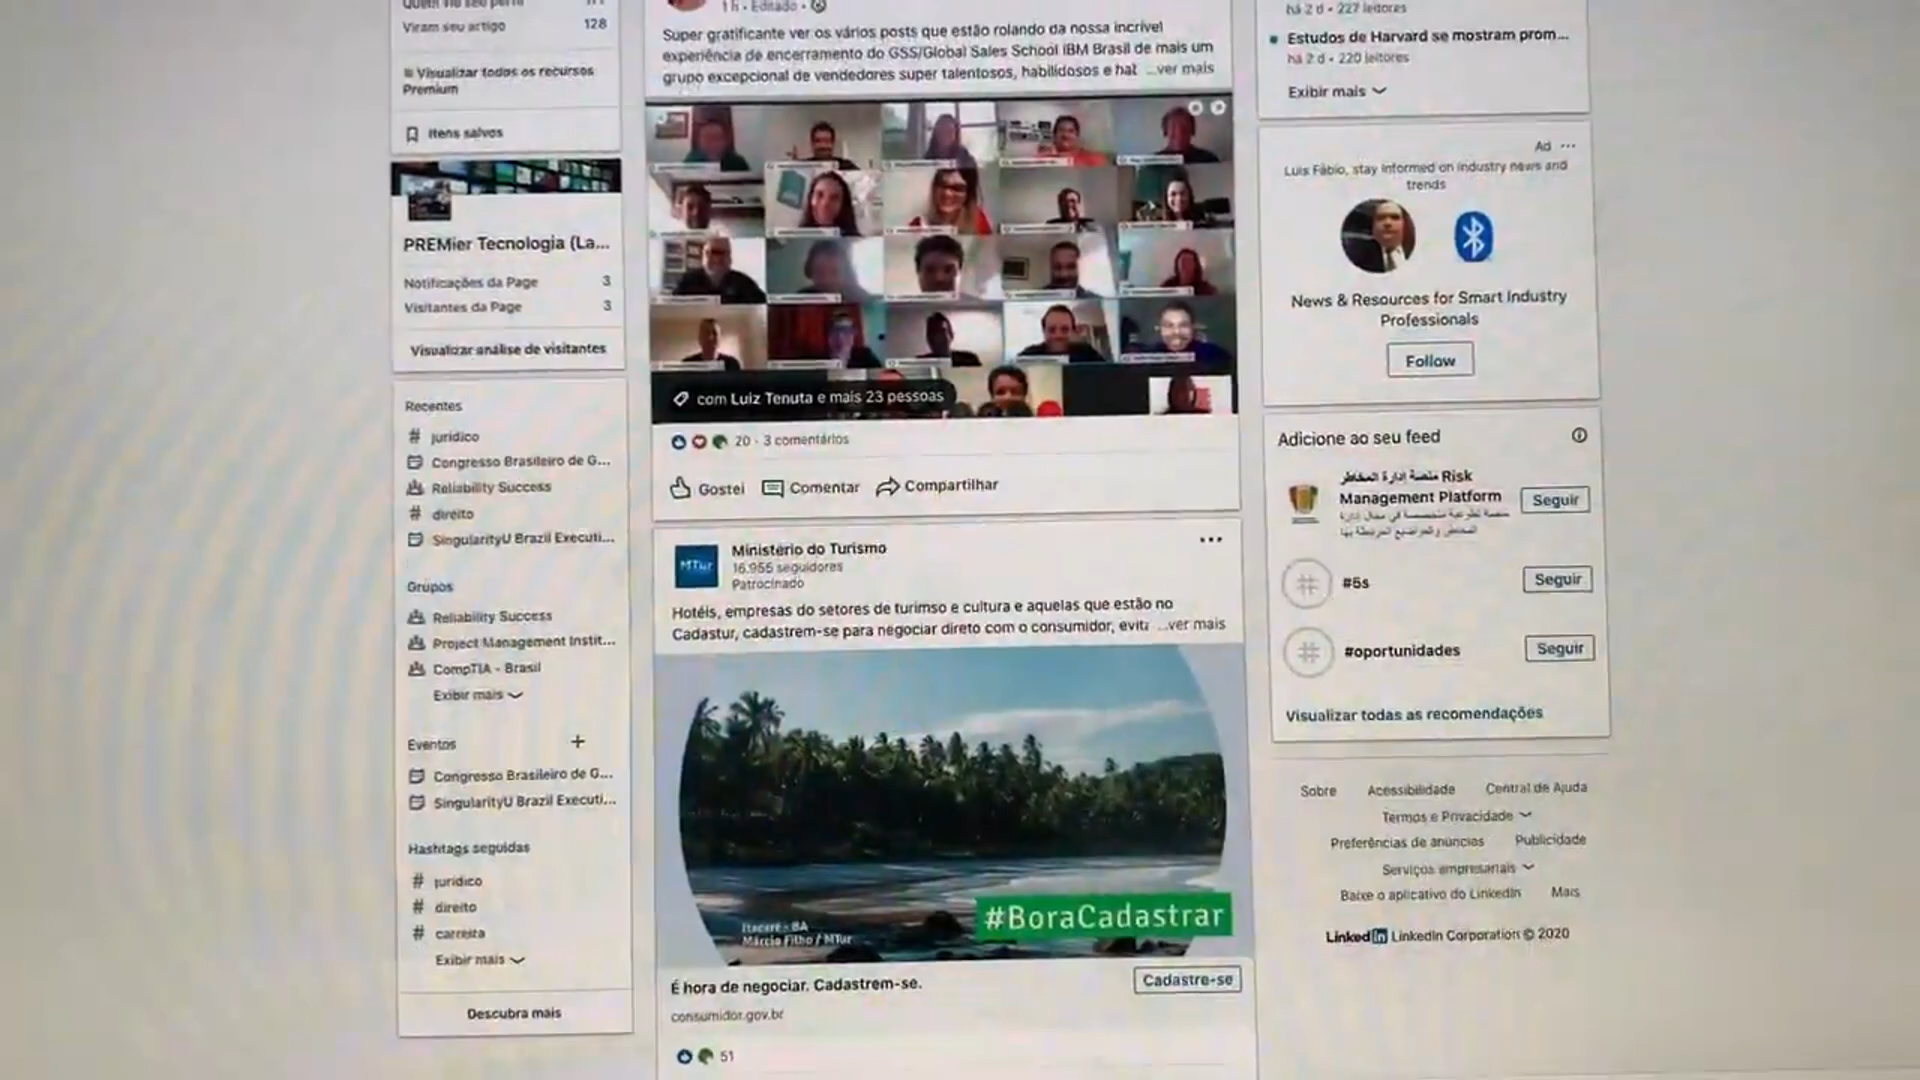 Viram seu artigo 128
Visualizar todos os recursos
Premium
Itens salvos
PREMier Tecnologia (La...
Notificações da Page 3
Visitantes da Page 3
Visualizar análise de visitantes
Recentes
# jurídico
Congresso Brasileiro de G...
Reliability Success
# direito
SingularityU Brazil Executi...
Grupos
Reliability Success
Project Management Instit...
CompTIA - Brasil
Exibir mais
Eventos +
Congresso Brasileiro de G...
SingularityU Brazil Executi...
Hashtags seguidas
# jurídico
# direito
# carreira
Exibir mais
Descubra mais
1 h • Editado •
Super gratificante ver os vários posts que estão rolando da nossa incrível
experiência de encerramento do GSS/Global Sales School IBM Brasil de mais um
grupo excepcional de vendedores super talentosos, habilidosos e hab ...ver mais
com Luiz Tenuta e mais 23 pessoas
20 · 3 comentários
Gostei Comentar Compartilhar
MTur
Ministério do Turismo
16.955 seguidores
Patrocinado
Hotéis, empresas do setores de turimso e cultura e aquelas que estão no
Cadastur, cadastrem-se para negociar direto com o consumidor, evita ...ver mais
#BoraCadastrar
Itacaré - BA
Márcio Filho / MTur
É hora de negociar. Cadastrem-se.
Cadastre-se
consumidor.gov.br
51
há 2 d • 227 leitores
Estudos de Harvard se mostram prom...
há 2 d • 220 leitores
Exibir mais
Ad ...
Luis Fábio, stay informed on industry news and
trends
News & Resources for Smart Industry
Professionals
Follow
Adicione ao seu feed
منصة إدارة المخاطر Risk
Management Platform
Seguir
منصة تطوعية متخصصة في مجال إدارة
المخاطر والمواضيع المرتبطة بها
#5s Seguir
#oportunidades Seguir
Visualizar todas as recomendações
Sobre Acessibilidade Central de Ajuda
Termos e Privacidade
Preferências de anúncios Publicidade
Serviços empresariais
Baixe o aplicativo do LinkedIn Mais
Linkedin LinkedIn Corporation © 2020